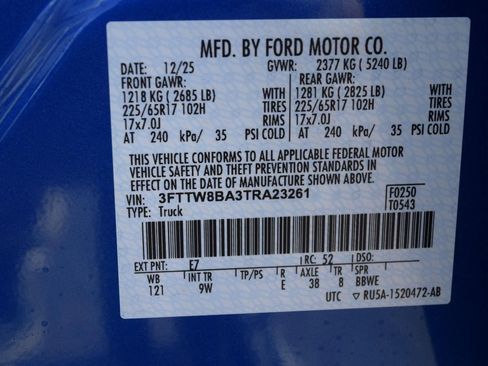 MFD. BY FORD MOTOR CO.
DATE: 12/25 GVWR: 2377 KG ( 5240 LB)
FRONT GAWR: REAR GAWR:
1218 KG ( 2685 LB) WITH 1281 KG ( 2825 LB) WITH
225/65R17 102H TIRES 225/65R17 102H TIRES
17x7.0J RIMS 17x7.0J RIMS
AT 240 kPa/ 35 PSI COLD AT 240 kPa/ 35 PSI COLD
THIS VEHICLE CONFORMS TO ALL APPLICABLE FEDERAL MOTOR
VEHICLE SAFETY AND THEFT PREVENTION STANDARDS IN
EFFECT ON THE DATE OF MANUFACTURE SHOWN ABOVE.
VIN: 3FTTW8BA3TRA23261 F0250
TYPE: Truck T0543
EXT PNT: E7 RC: 52 DSO:
WB INT TR TP/PS R AXLE TR SPR
121 9W E 38 8 BBWE
UTC RU5A-1520472-AB